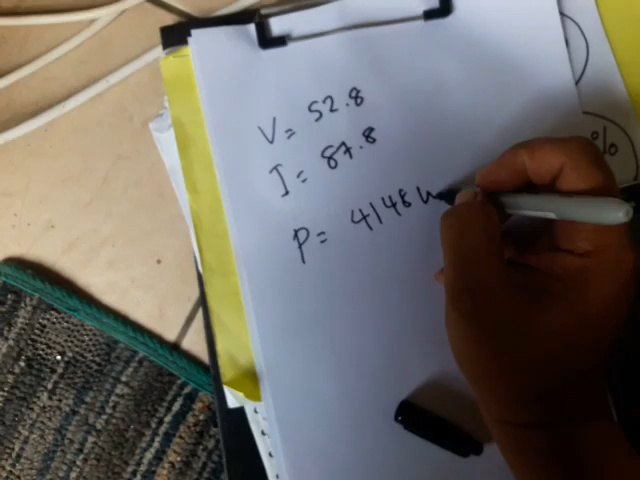 V = 52.8
I = 87.8
P = 4148 W
%